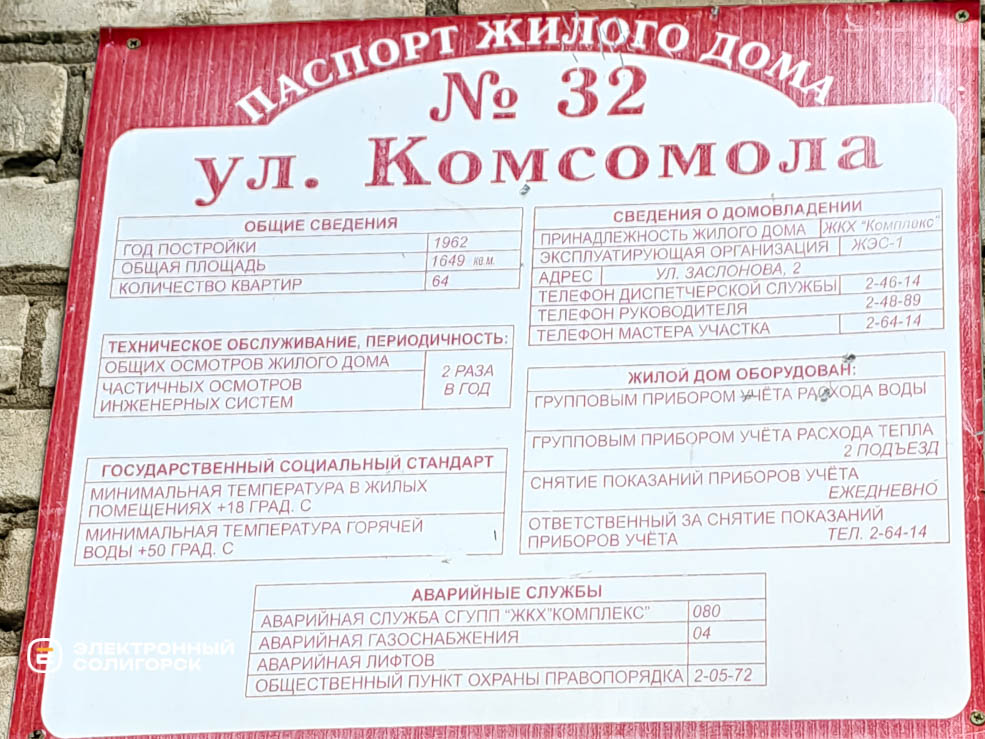 ПАСПОРТ ЖИЛОГО ДОМА
№ 32
ул. Комсомола
ОБЩИЕ СВЕДЕНИЯ
ГОД ПОСТРОЙКИ 1962
ОБЩАЯ ПЛОЩАДЬ 1649 кв.м.
КОЛИЧЕСТВО КВАРТИР 64
СВЕДЕНИЯ О ДОМОВЛАДЕНИИ
ПРИНАДЛЕЖНОСТЬ ЖИЛОГО ДОМА ЖКХ "Комплекс"
ЭКСПЛУАТИРУЮЩАЯ ОРГАНИЗАЦИЯ ЖЭС-1
АДРЕС УЛ. ЗАСЛОНОВА, 2
ТЕЛЕФОН ДИСПЕТЧЕРСКОЙ СЛУЖБЫ 2-46-14
ТЕЛЕФОН РУКОВОДИТЕЛЯ 2-48-89
ТЕЛЕФОН МАСТЕРА УЧАСТКА 2-64-14
ТЕХНИЧЕСКОЕ ОБСЛУЖИВАНИЕ, ПЕРИОДИЧНОСТЬ:
ОБЩИХ ОСМОТРОВ ЖИЛОГО ДОМА
ЧАСТИЧНЫХ ОСМОТРОВ
ИНЖЕНЕРНЫХ СИСТЕМ
2 РАЗА
В ГОД
ЖИЛОЙ ДОМ ОБОРУДОВАН:
ГРУППОВЫМ ПРИБОРОМ УЧЁТА РАСХОДА ВОДЫ
ГРУППОВЫМ ПРИБОРОМ УЧЁТА РАСХОДА ТЕПЛА
2 ПОДЪЕЗД
СНЯТИЕ ПОКАЗАНИЙ ПРИБОРОВ УЧЁТА
ЕЖЕДНЕВНО
ОТВЕТСТВЕННЫЙ ЗА СНЯТИЕ ПОКАЗАНИЙ
ПРИБОРОВ УЧЁТА ТЕЛ. 2-64-14
ГОСУДАРСТВЕННЫЙ СОЦИАЛЬНЫЙ СТАНДАРТ
МИНИМАЛЬНАЯ ТЕМПЕРАТУРА В ЖИЛЫХ
ПОМЕЩЕНИЯХ +18 ГРАД. С
МИНИМАЛЬНАЯ ТЕМПЕРАТУРА ГОРЯЧЕЙ
ВОДЫ +50 ГРАД. С
АВАРИЙНЫЕ СЛУЖБЫ
АВАРИЙНАЯ СЛУЖБА СГУПП "ЖКХ"КОМПЛЕКС" 080
АВАРИЙНАЯ ГАЗОСНАБЖЕНИЯ 04
АВАРИЙНАЯ ЛИФТОВ
ОБЩЕСТВЕННЫЙ ПУНКТ ОХРАНЫ ПРАВОПОРЯДКА 2-05-72
ЭЛЕКТРОННЫЙ
СОЛИГОРСК